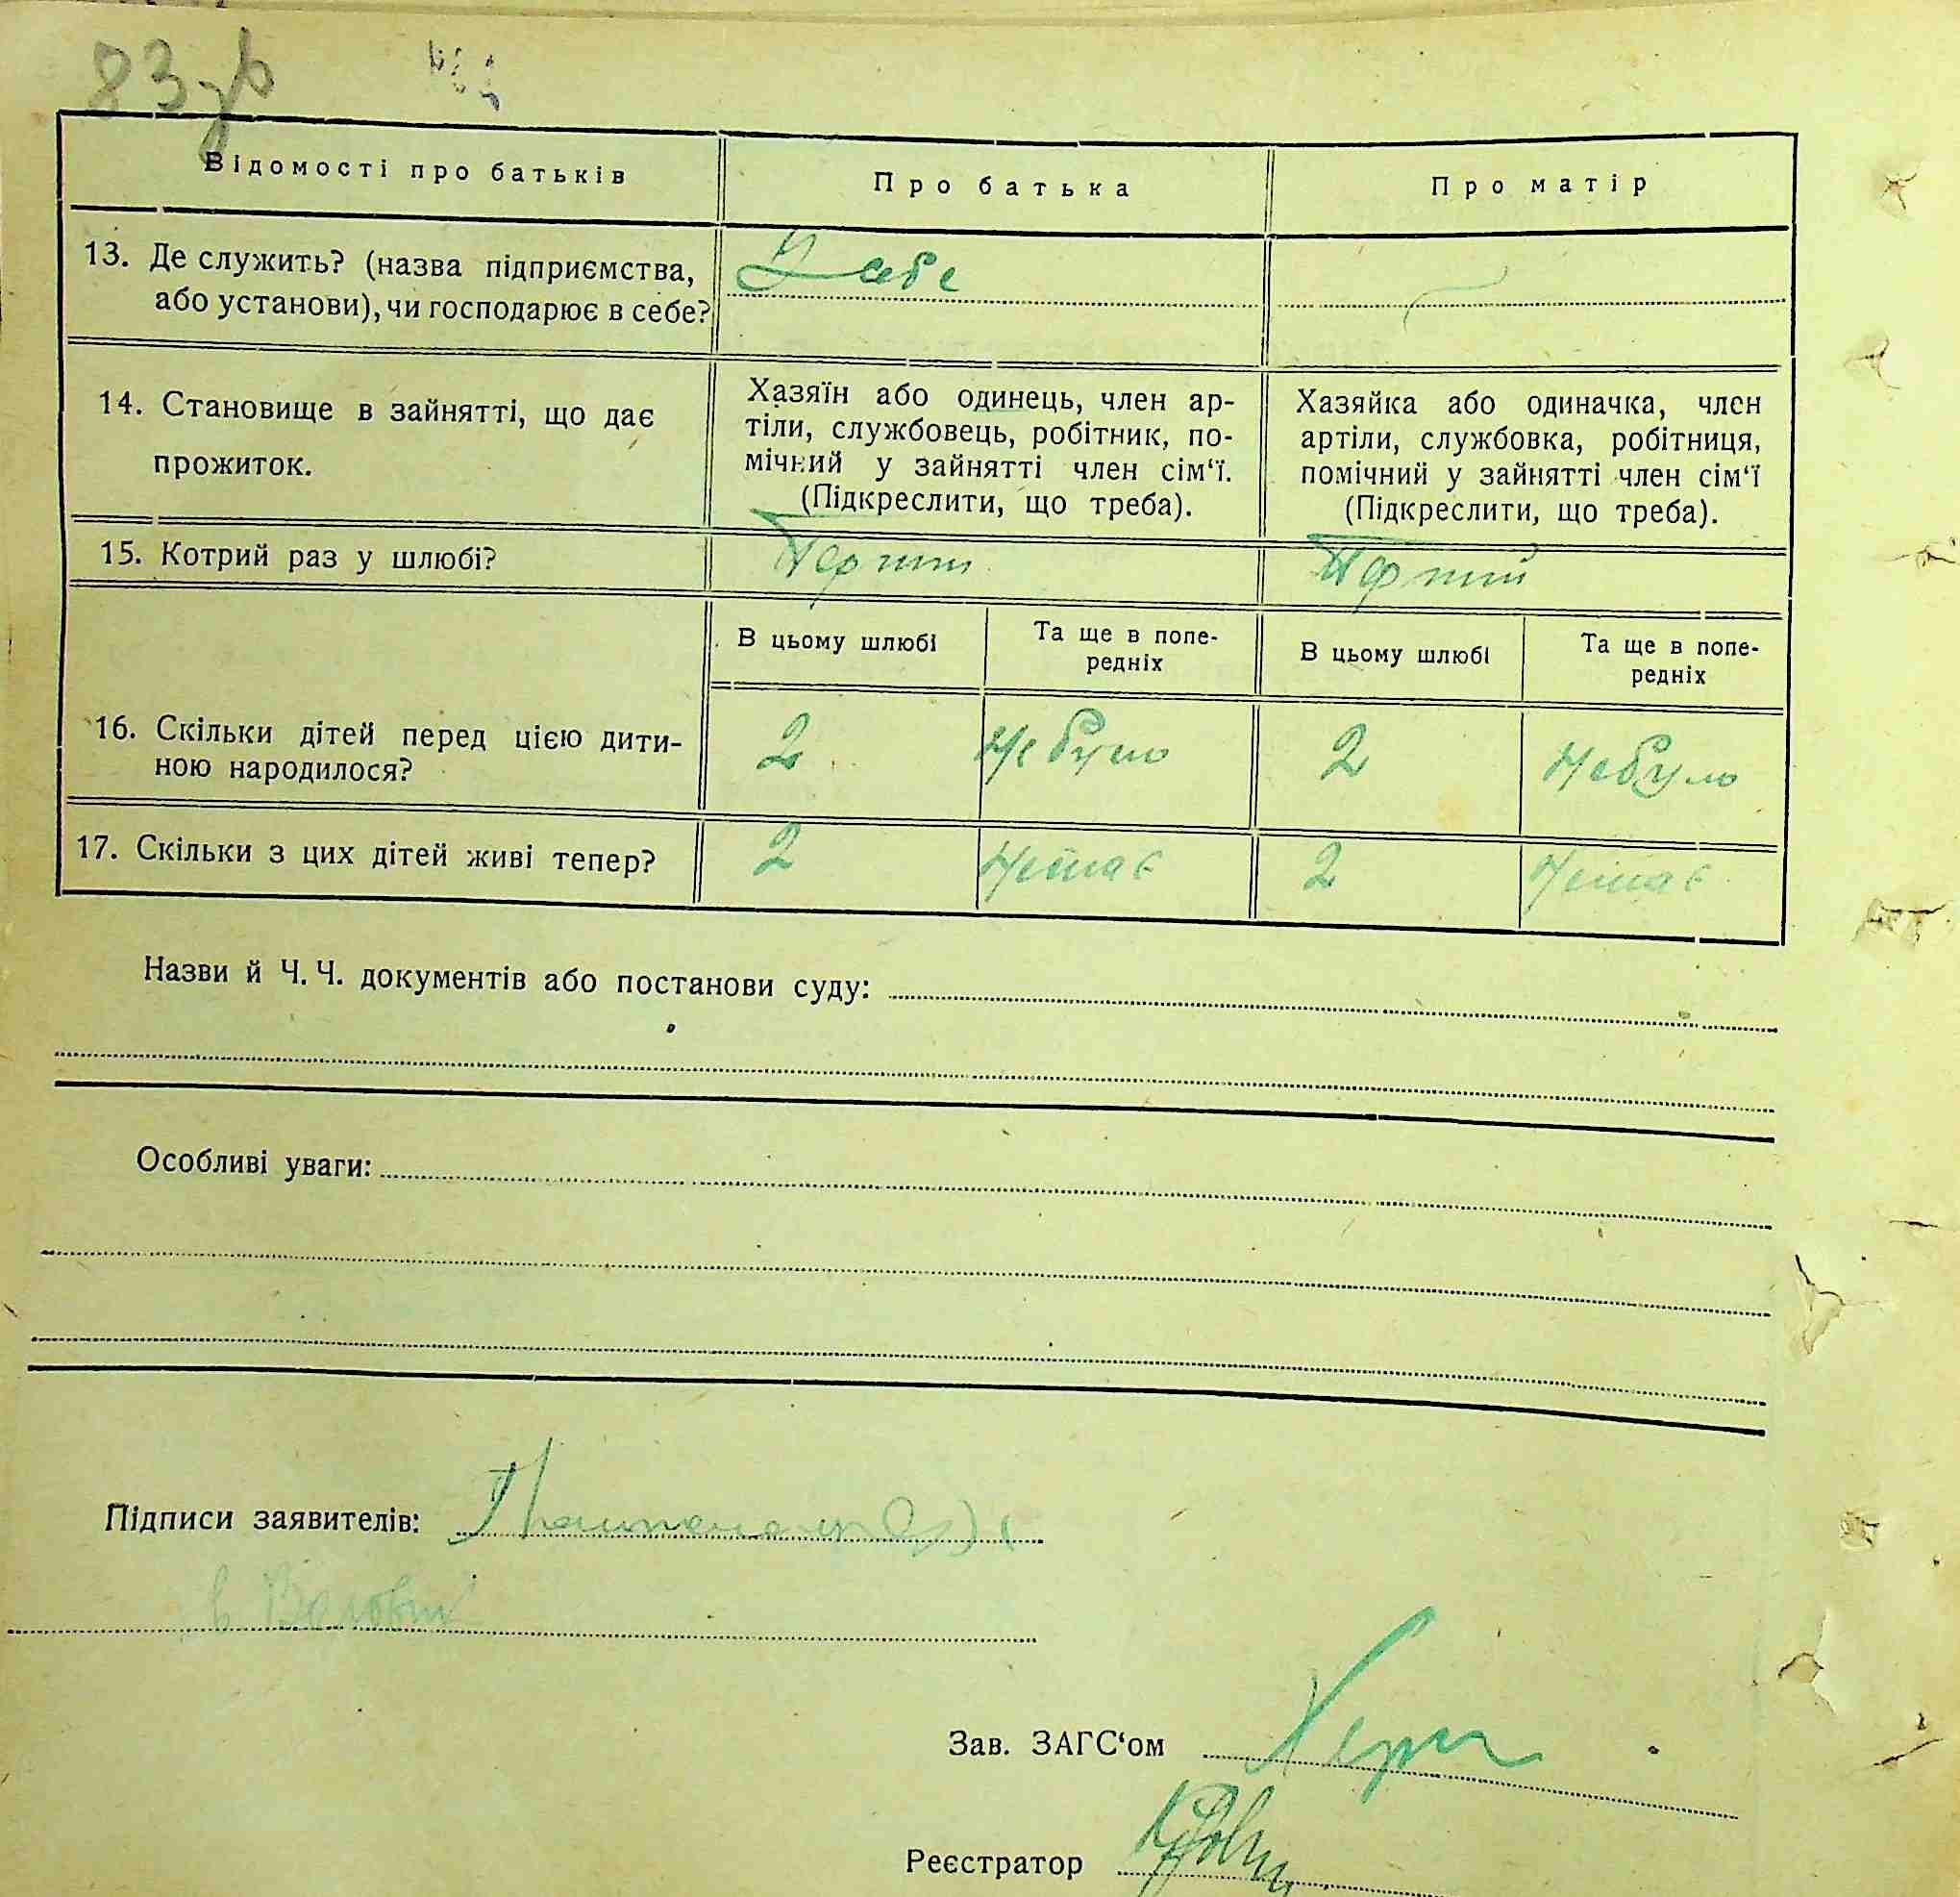 83зв
Відомості про батьків Про батька Про матір
13. Де служить? (назва підприємства, У себе
або установи), чи господарює в себе?
14. Становище в зайнятті, що дає
прожиток.
Хазяїн або одинець, член ар-
тіли, службовець, робітник, по-
мічний у зайнятті член сім‘ї.
(Підкреслити, що треба).
Хазяйка або одиначка, член
артіли, службовка, робітниця,
помічний у зайнятті член сім‘ї
(Підкреслити, що треба).
15. Котрий раз у шлюбі? Перший Перший
В цьому шлюбі Та ще в попе-
редніх
В цьому шлюбі Та ще в попе-
редніх
16. Скільки дітей перед цією дити- 2 Не було 2 Не було
ною народилося?
17. Скільки з цих дітей живі тепер? 2 Немає 2 Немає
Назви й Ч. Ч. документів або постанови суду:
Особливі уваги:
Підписи заявителів:
Зав. ЗАГС‘ом
Реєстратор